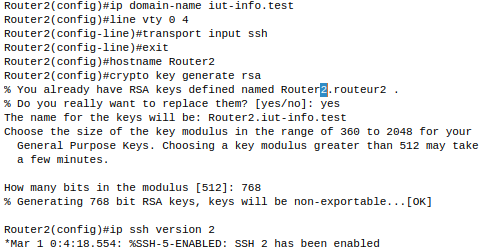 Router2(config)#ip domain-name iut-info.test
Router2(config)#line vty 0 4
Router2(config-line)#transport input ssh
Router2(config-line)#exit
Router2(config)#hostname Router2
Router2(config)#crypto key generate rsa
% You already have RSA keys defined named Router2.routeur2 .
% Do you really want to replace them? [yes/no]: yes
The name for the keys will be: Router2.iut-info.test
Choose the size of the key modulus in the range of 360 to 2048 for your
General Purpose Keys. Choosing a key modulus greater than 512 may take
a few minutes.
How many bits in the modulus [512]: 768
% Generating 768 bit RSA keys, keys will be non-exportable...[OK]
Router2(config)#ip ssh version 2
*Mar 1 0:4:18.554: %SSH-5-ENABLED: SSH 2 has been enabled